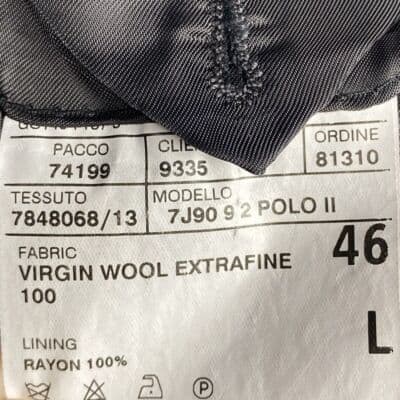 PACCO
74199
9335
ORDINE
81310
TESSUTO
7848068/13
MODELLO
7J90 9 2 POLO II
FABRIC
VIRGIN WOOL EXTRAFINE
100
46
L
LINING
RAYON 100%
P